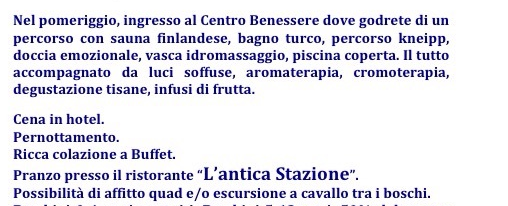 Nel pomeriggio, ingresso al Centro Benessere dove godrete di un
percorso con sauna finlandese, bagno turco, percorso kneipp,
doccia emozionale, vasca idromassaggio, piscina coperta. Il tutto
accompagnato da luci soffuse, aromaterapia, cromoterapia,
degustazione tisane, infusi di frutta.
Cena in hotel.
Pernottamento.
Ricca colazione a Buffet.
Pranzo presso il ristorante “L’antica Stazione”.
Possibilità di affitto quad e/o escursione a cavallo tra i boschi.